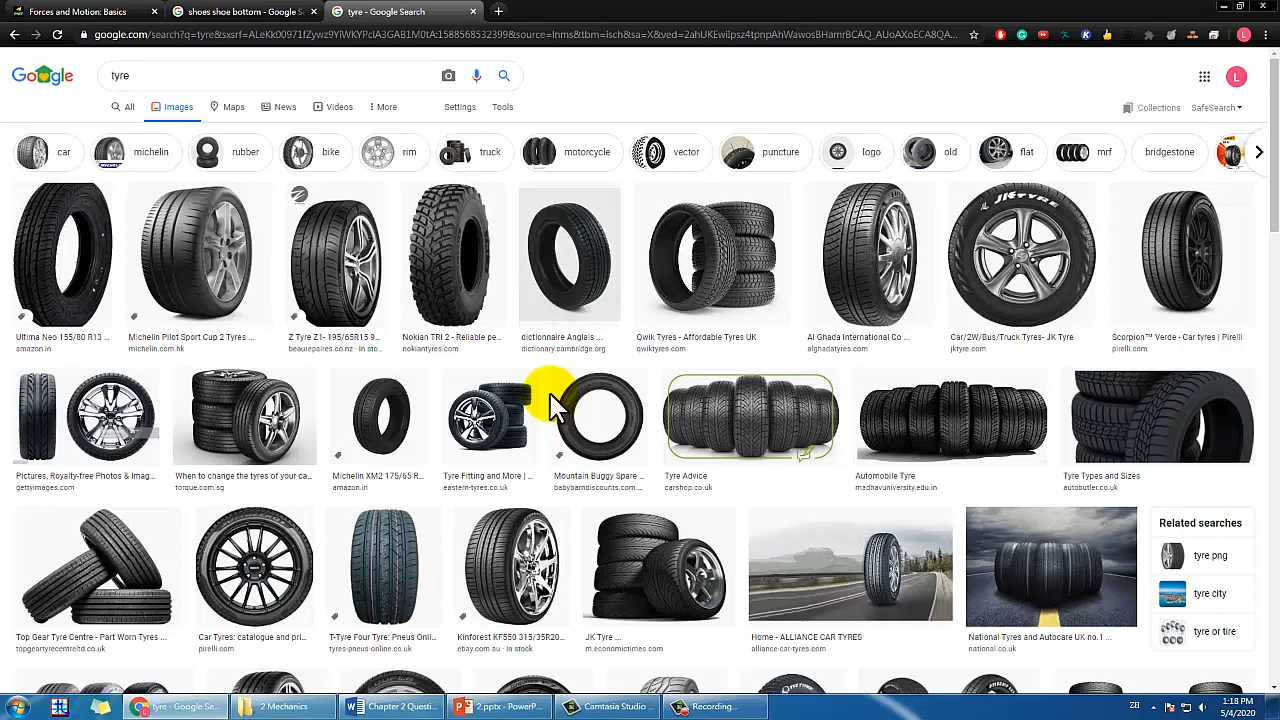 Forces and Motion: Basics
shoes shoe bottom - Google S
tyre - Google Search
google.com/search?q=tyre&sxsrf=ALeKk00971fZywz9YiWKYPclA3GAB1M0tA:1588568532399&source=lnms&tbm=isch&sa=X&ved=2ahUKEwilpsz4tpnpAhWawosBHamrBCAQ_AUoAXoECA8QA...
Google
tyre
All
Images
Maps
News
Videos
More
Settings
Tools
Collections
SafeSearch
L
L
car
michelin
rubber
bike
rim
truck
motorcycle
vector
puncture
logo
old
flat
mrf
bridgestone
JK TYRE
Ultima Neo 155/80 R13 ...
amazon.in
Michelin Pilot Sport Cup 2 Tyres ...
michelin.com.hk
Z Tyre Z1- 195/65R15 9...
beaurepaires.co.nz · In sto...
Nokian TRI 2 - Reliable pe...
nokiantyres.com
dictionnaire Anglais ...
dictionary.cambridge.org
Qwik Tyres - Affordable Tyres UK
qwiktyres.com
Al Ghada International Co ...
alghadatyres.com
Car/2W/Bus/Truck Tyres- JK Tyre
jktyre.com
Scorpion™ Verde - Car tyres | Pirelli
pirelli.com
Pictures, Royalty-free Photos & Imag...
gettyimages.com
When to change the tyres of your ca...
torque.com.sg
Michelin XM2 175/65 R...
amazon.in
Tyre Fitting and More | ...
eastern-tyres.co.uk
Mountain Buggy Spare ...
babybarndiscounts.com...
Tyre Advice
carshop.co.uk
Automobile Tyre
madhavuniversity.edu.in
Tyre Types and Sizes
autobutler.co.uk
Related searches
tyre png
tyre city
tyre or tire
Top Gear Tyre Centre - Part Worn Tyres ...
topgeartyrecentreltd.co.uk
Car Tyres: catalogue and pri...
pirelli.com
T-Tyre Four Tyre: Pneus Onli...
tyres-pneus-online.co.uk
Kinforest KF550 315/35R20...
ebay.com.au · In stock
JK Tyre ...
m.economictimes.com
Home - ALLIANCE CAR TYRES
alliance-car-tyres.com
National Tyres and Autocare UK no.1 ...
national.co.uk
tyre - Google Se...
2 Mechanics
Chapter 2 Questi...
2.pptx - PowerP...
Camtasia Studio ...
Recording...
ZB
1:18 PM
5/4/2020